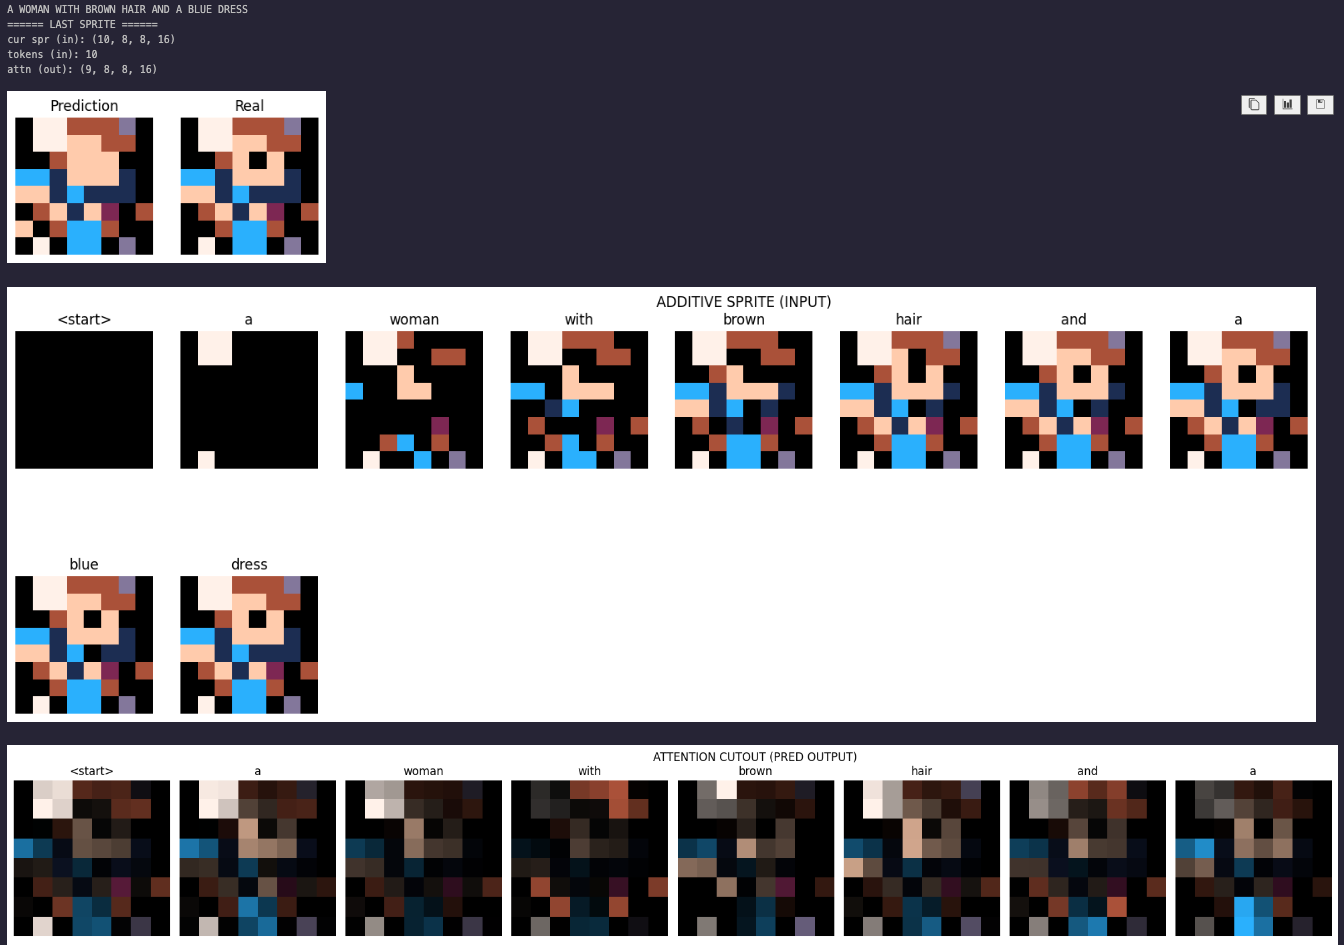 A WOMAN WITH BROWN HAIR AND A BLUE DRESS
====== LAST SPRITE ======
cur spr (in): (10, 8, 8, 16)
tokens (in): 10
attn (out): (9, 8, 8, 16)
Prediction Real
ADDITIVE SPRITE (INPUT)
<start> a woman with brown hair and a
blue dress
ATTENTION CUTOUT (PRED OUTPUT)
<start> a woman with brown hair and a